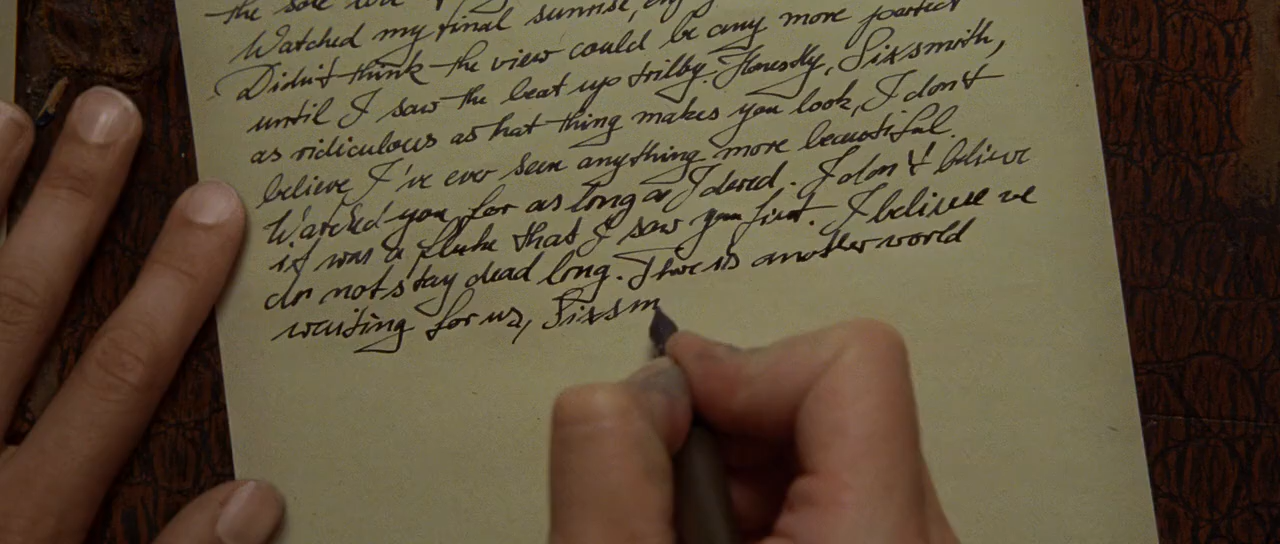 the sole
Watched my final sunrise,
Didn't think the view could be any more perfect
until I saw the beat up trilby. Honestly, Sixsmith,
as ridiculous as hat thing makes you look, I don't
believe I've ever seen anything more beautiful.
Watched you for as long as I dared. I don't believe
it was a fluke that I saw you first. I believe we
do not stay dead long. There is another world
waiting for us, Sixsm